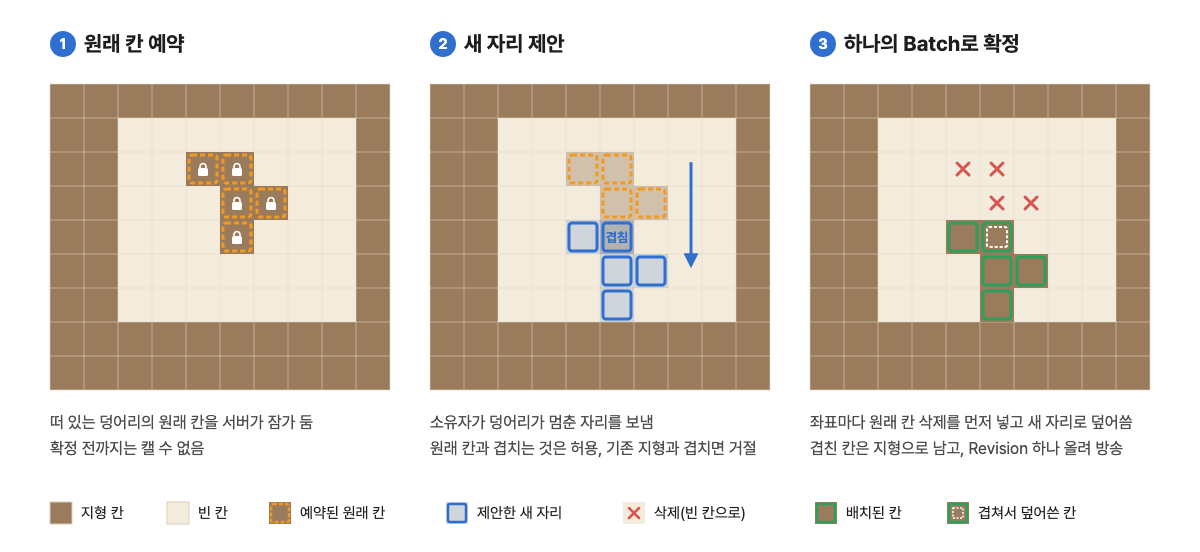 1 원래 칸 예약
2 새 자리 제안
3 하나의 Batch로 확정
겹침
떠 있는 덩어리의 원래 칸을 서버가 잠가 둠
확정 전까지는 캘 수 없음
소유자가 덩어리가 멈춘 자리를 보냄
원래 칸과 겹치는 것은 허용, 기존 지형과 겹치면 거절
좌표마다 원래 칸 삭제를 먼저 넣고 새 자리로 덮어씀
겹친 칸은 지형으로 남고, Revision 하나 올려 방송
지형 칸
빈 칸
예약된 원래 칸
제안한 새 자리
삭제(빈 칸으로)
배치된 칸
겹쳐서 덮어쓴 칸